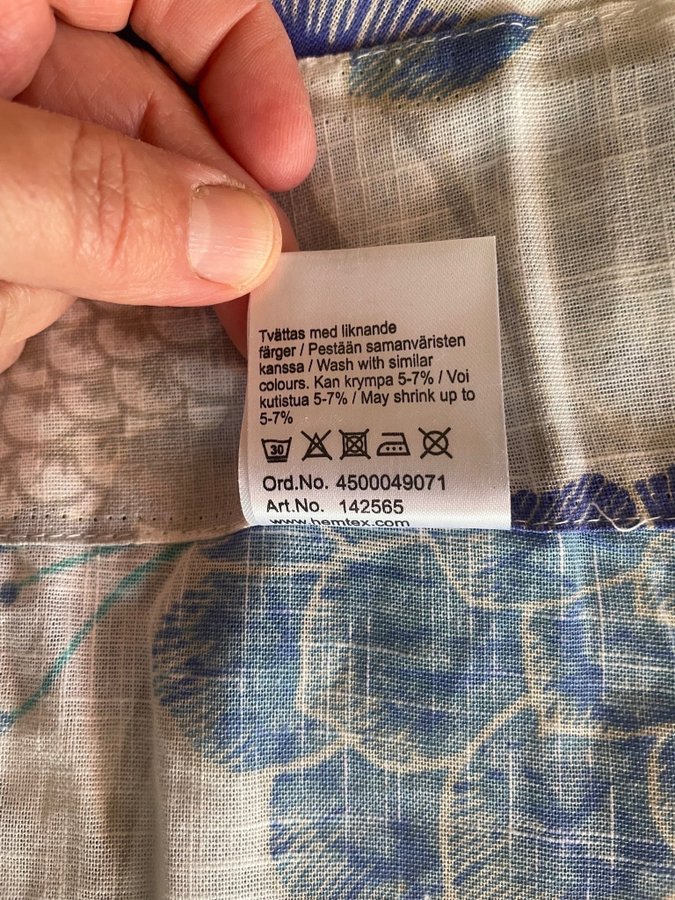 Tvättas med liknande
färger / Pestään samanväristen
kanssa / Wash with similar
colours. Kan krympa 5-7% / Voi
kutistua 5-7% / May shrink up to
5-7%
30
Ord.No. 4500049071
Art.No. 142565
www.hemtex.com